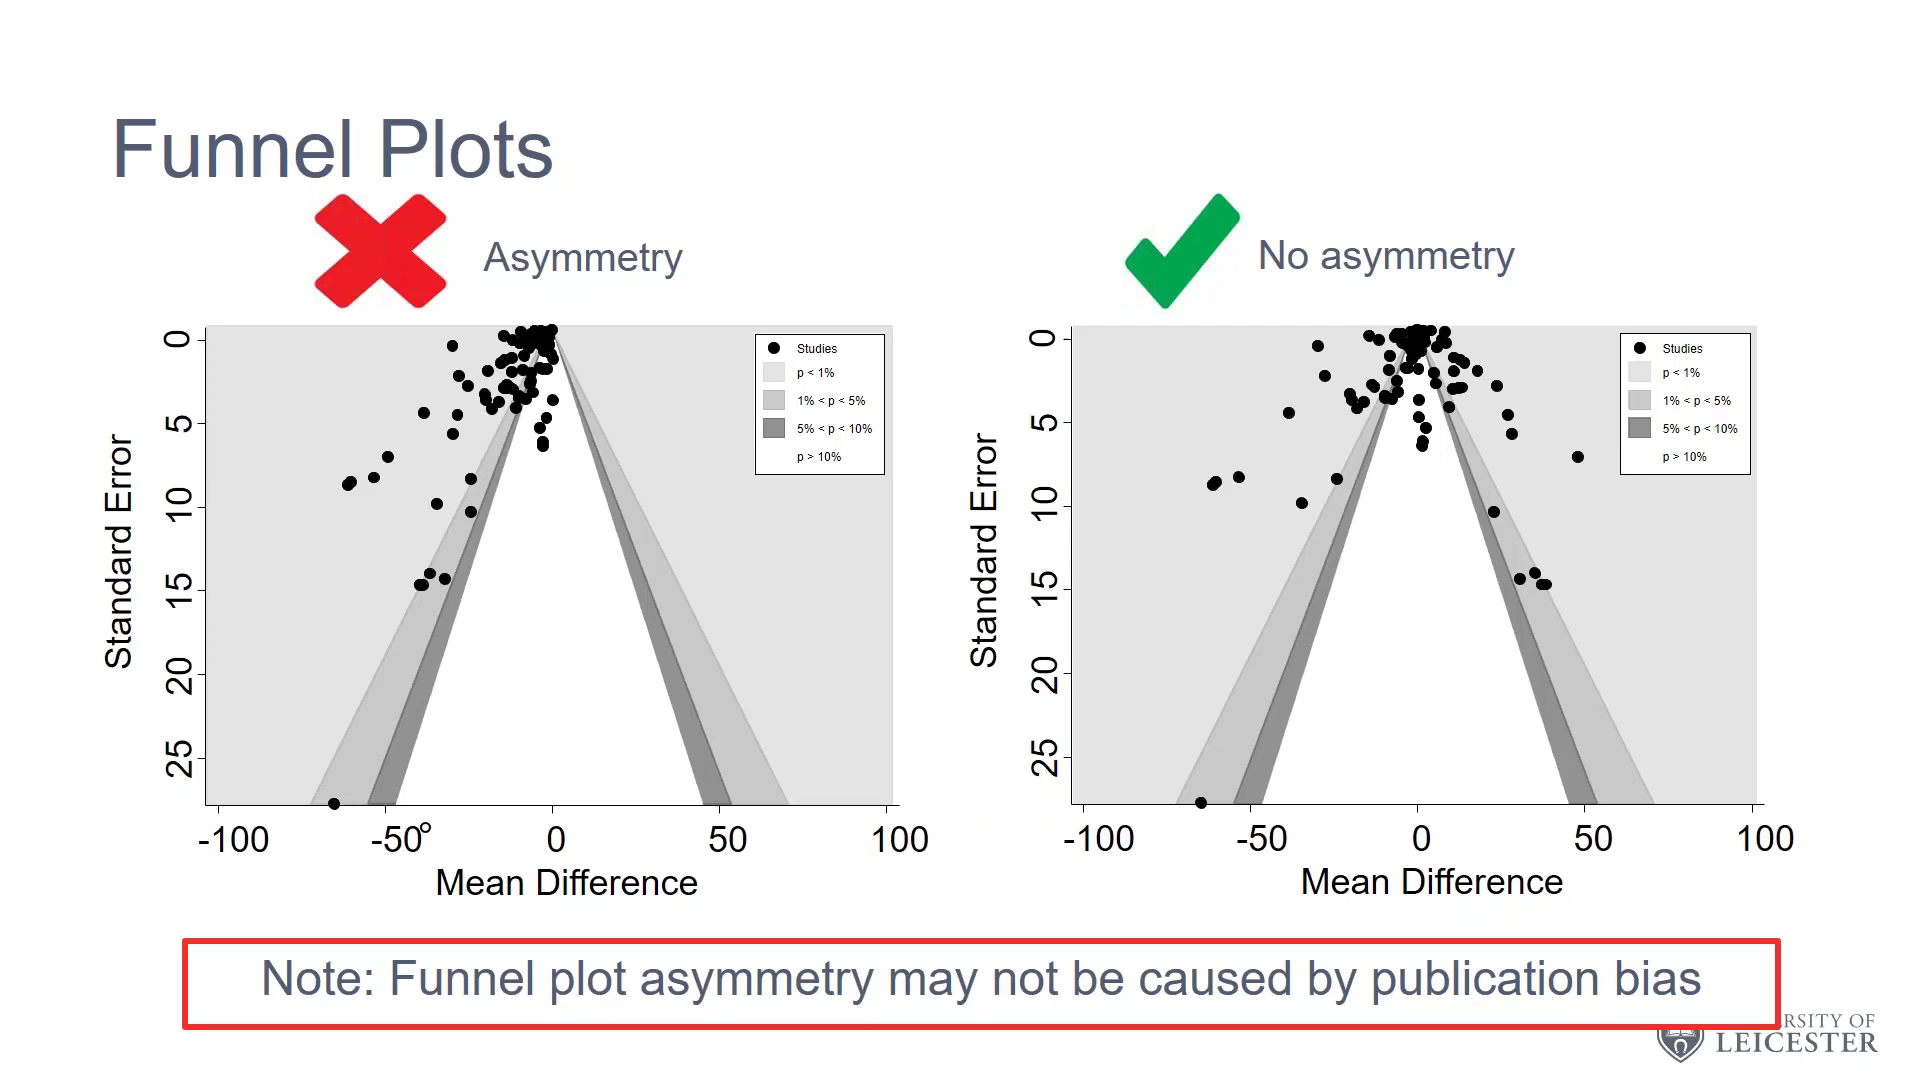 Funnel Plots
Asymmetry
No asymmetry
Studies
p < 1%
1% < p < 5%
5% < p < 10%
p > 10%
0
5
10
15
20
25
Standard Error
-100
-50
0
50
100
Mean Difference
Studies
p < 1%
1% < p < 5%
5% < p < 10%
p > 10%
0
5
10
15
20
25
Standard Error
-100
-50
0
50
100
Mean Difference
Note: Funnel plot asymmetry may not be caused by publication bias
RSITY OF
LEICESTER